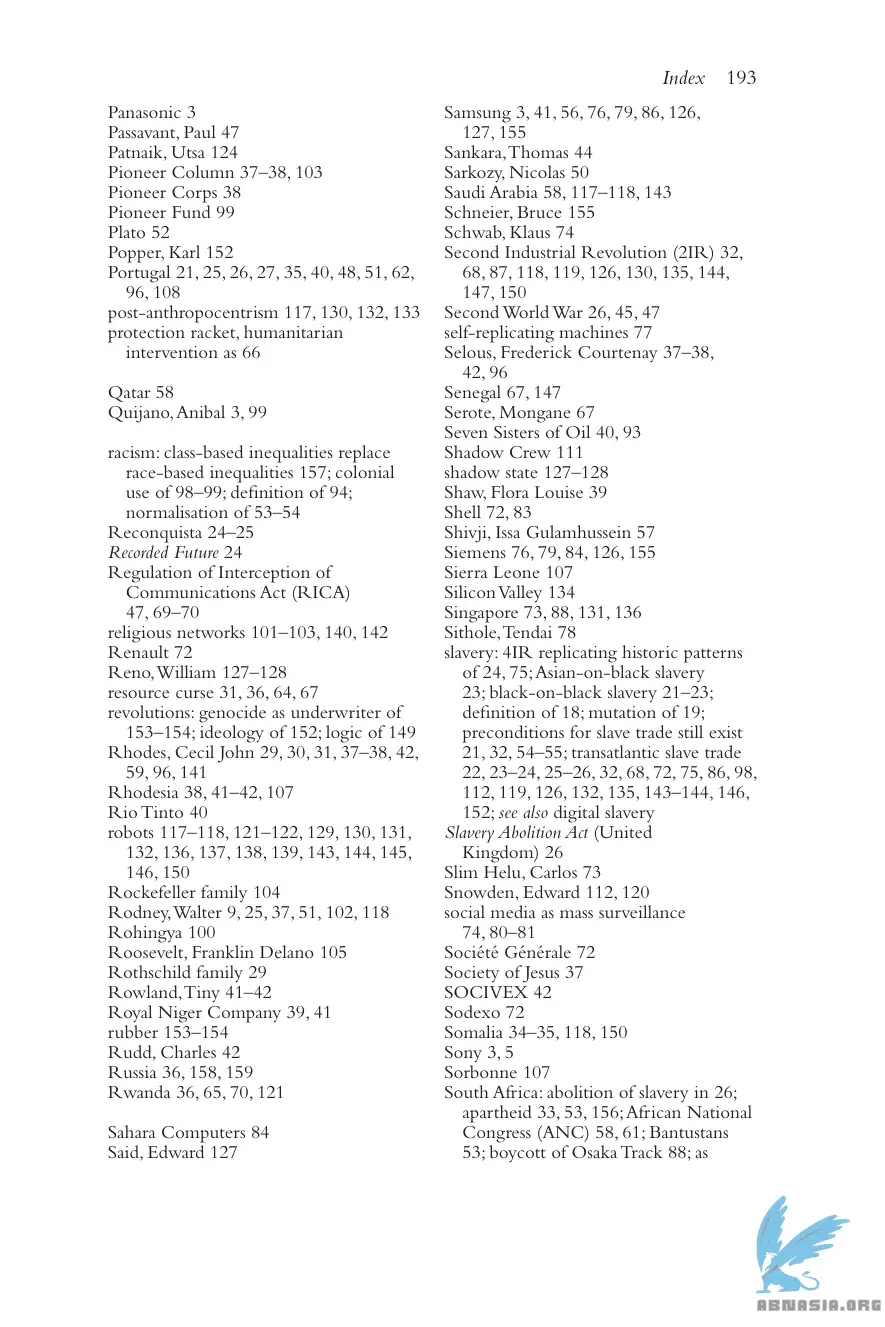 Index 193
Panasonic 3
Passavant, Paul 47
Patnaik, Utsa 124
Pioneer Column 37–38, 103
Pioneer Corps 38
Pioneer Fund 99
Plato 52
Popper, Karl 152
Portugal 21, 25, 26, 27, 35, 40, 48, 51, 62,
96, 108
post-anthropocentrism 117, 130, 132, 133
protection racket, humanitarian
intervention as 66
Qatar 58
Quijano, Anibal 3, 99
racism: class-based inequalities replace
race-based inequalities 157; colonial
use of 98–99; definition of 94;
normalisation of 53–54
Reconquista 24–25
Recorded Future 24
Regulation of Interception of
Communications Act (RICA)
47, 69–70
religious networks 101–103, 140, 142
Renault 72
Reno, William 127–128
resource curse 31, 36, 64, 67
revolutions: genocide as underwriter of
153–154; ideology of 152; logic of 149
Rhodes, Cecil John 29, 30, 31, 37–38, 42,
59, 96, 141
Rhodesia 38, 41–42, 107
Rio Tinto 40
robots 117–118, 121–122, 129, 130, 131,
132, 136, 137, 138, 139, 143, 144, 145,
146, 150
Rockefeller family 104
Rodney, Walter 9, 25, 37, 51, 102, 118
Rohingya 100
Roosevelt, Franklin Delano 105
Rothschild family 29
Rowland, Tiny 41–42
Royal Niger Company 39, 41
rubber 153–154
Rudd, Charles 42
Russia 36, 158, 159
Rwanda 36, 65, 70, 121
Sahara Computers 84
Said, Edward 127
Samsung 3, 41, 56, 76, 79, 86, 126,
127, 155
Sankara, Thomas 44
Sarkozy, Nicolas 50
Saudi Arabia 58, 117–118, 143
Schneier, Bruce 155
Schwab, Klaus 74
Second Industrial Revolution (2IR) 32,
68, 87, 118, 119, 126, 130, 135, 144,
147, 150
Second World War 26, 45, 47
self-replicating machines 77
Selous, Frederick Courtenay 37–38,
42, 96
Senegal 67, 147
Serote, Mongane 67
Seven Sisters of Oil 40, 93
Shadow Crew 111
shadow state 127–128
Shaw, Flora Louise 39
Shell 72, 83
Shivji, Issa Gulamhussein 57
Siemens 76, 79, 84, 126, 155
Sierra Leone 107
Silicon Valley 134
Singapore 73, 88, 131, 136
Sithole, Tendai 78
slavery: 4IR replicating historic patterns
of 24, 75; Asian-on-black slavery
23; black-on-black slavery 21–23;
definition of 18; mutation of 19;
preconditions for slave trade still exist
21, 32, 54–55; transatlantic slave trade
22, 23–24, 25–26, 32, 68, 72, 75, 86, 98,
112, 119, 126, 132, 135, 143–144, 146,
152; see also digital slavery
Slavery Abolition Act (United
Kingdom) 26
Slim Helu, Carlos 73
Snowden, Edward 112, 120
social media as mass surveillance
74, 80–81
Société Générale 72
Society of Jesus 37
SOCIVEX 42
Sodexo 72
Somalia 34–35, 118, 150
Sony 3, 5
Sorbonne 107
South Africa: abolition of slavery in 26;
apartheid 33, 53, 156; African National
Congress (ANC) 58, 61; Bantustans
53; boycott of Osaka Track 88; as
ABNASIA.ORG